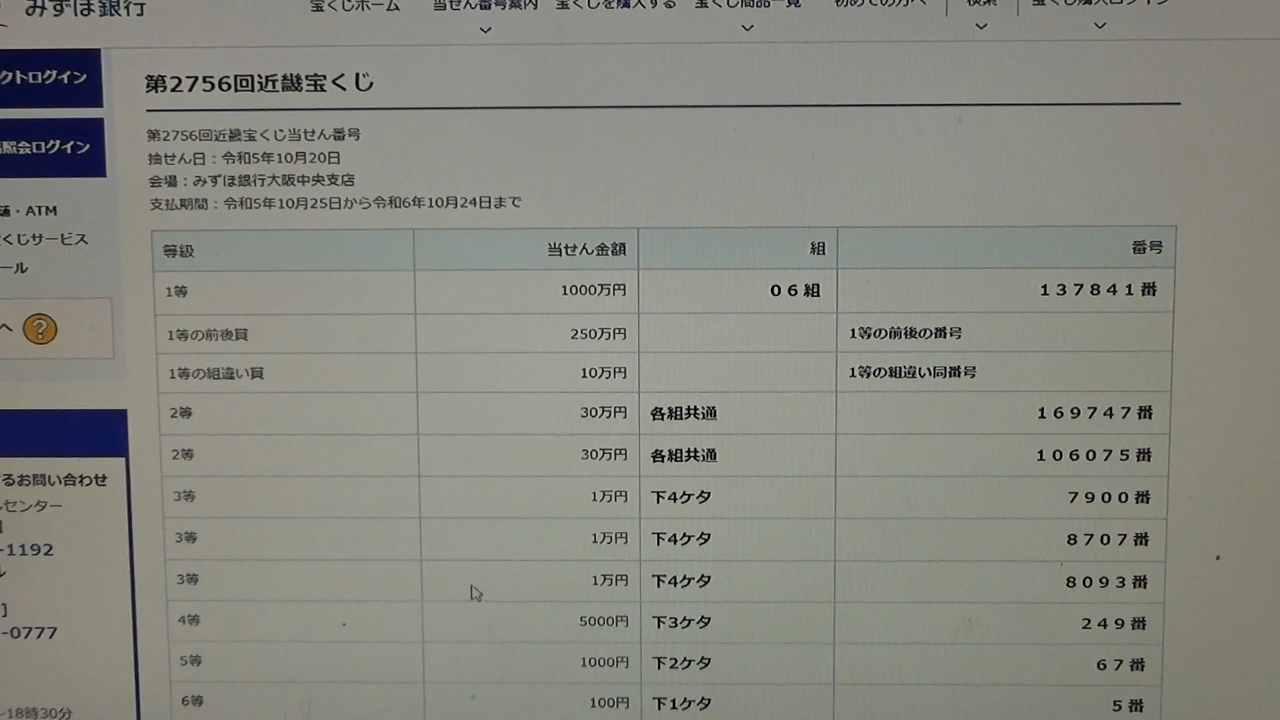 みずほ銀行
宝くじホーム 当せん番号案内 宝くじを購入する 宝くじ商品一覧 初めての方へ 検索 宝くじ購入ログイン
クトログイン
照会ログイン
・ATM
くじサービス
ール
へ ?
るお問い合わせ
センター
-1192
]
-0777
~18時30分
第2756回近畿宝くじ
第2756回近畿宝くじ当せん番号
抽せん日：令和5年10月20日
会場：みずほ銀行大阪中央支店
支払期間：令和5年10月25日から令和6年10月24日まで
等級 当せん金額 組 番号
1等 1000万円 06組 137841番
1等の前後賞 250万円 1等の前後の番号
1等の組違い賞 10万円 1等の組違い同番号
2等 30万円 各組共通 169747番
2等 30万円 各組共通 106075番
3等 1万円 下4ケタ 7900番
3等 1万円 下4ケタ 8707番
3等 1万円 下4ケタ 8093番
4等 5000円 下3ケタ 249番
5等 1000円 下2ケタ 67番
6等 100円 下1ケタ 5番